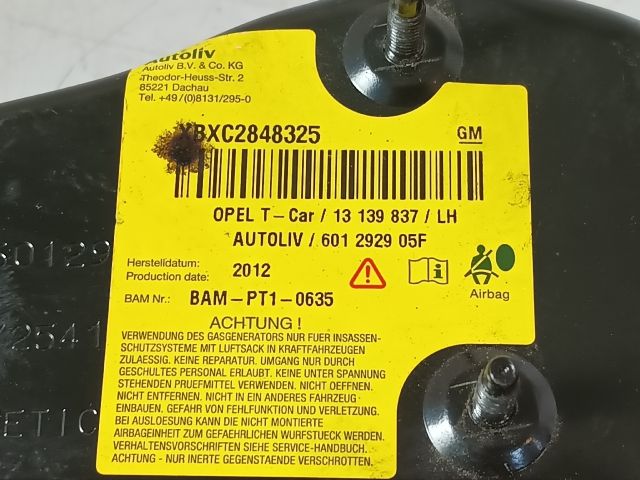 Autoliv
Autoliv B.V. & Co. KG
Theodor-Heuss-Str. 2
85221 Dachau
Tel. +49/(0)8131/295-0
XBXC2848325
GM
OPEL T-Car / 13 139 837 / LH
AUTOLIV / 601 2929 05F
Herstelldatum:
Production date:
2012
Airbag
BAM Nr.:
BAM-PT1-0635
ACHTUNG !
VERWENDUNG DES GASGENERATORS NUR FUER INSASSEN-
SCHUTZSYSTEME MIT LUFTSACK IN KRAFTFAHRZEUGEN
ZULAESSIG. KEINE REPARATUR. UMGANG NUR DURCH
GESCHULTES PERSONAL ERLAUBT. KEINE UNTER SPANNUNG
STEHENDEN PRUEFMITTEL VERWENDEN. NICHT OEFFNEN.
NICHT ENTFERNEN. NICHT IN EIN ANDERES FAHRZEUG
EINBAUEN. GEFAHR VON FEHLFUNKTION UND VERLETZUNG.
BEI AUSLOESUNG KANN DIE NICHT MONTIERTE
AIRBAGEINHEIT ZUM GEFAEHRLICHEN WURFSTUECK WERDEN.
VERHALTENSVORSCHRIFTEN SIEHE SERVICE-HANDBUCH.
ACHTUNG - NUR INERTE GEGENSTAENDE VERSCHROTTEN.